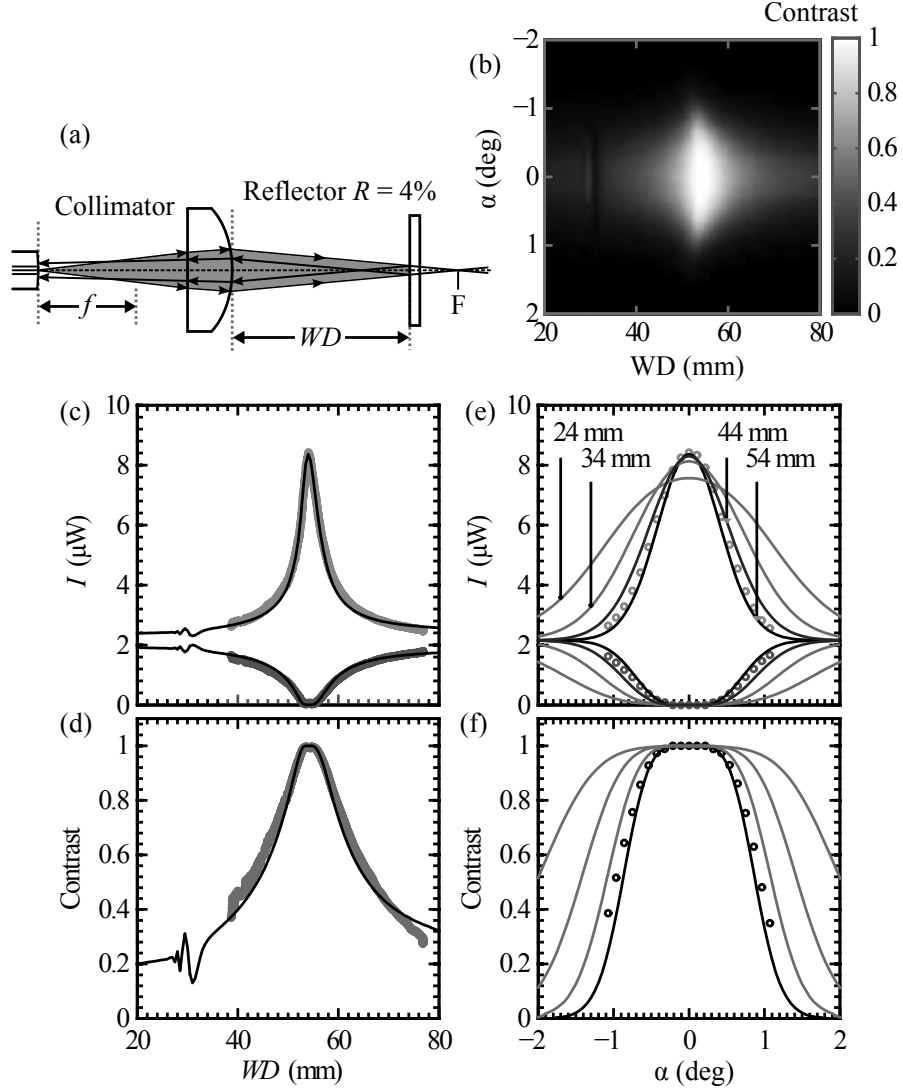 (a)
Collimator
Reflector R = 4%
f
WD
F
(b)
Contrast
−2
−1
0
1
2
α (deg)
20
40
60
80
WD (mm)
1
0.8
0.6
0.4
0.2
0
(c)
10
8
6
4
2
0
I (μW)
(e)
10
8
6
4
2
0
I (μW)
24 mm
34 mm
44 mm
54 mm
(d)
1
0.8
0.6
0.4
0.2
0
Contrast
20
40
60
80
WD (mm)
(f)
1
0.8
0.6
0.4
0.2
0
Contrast
−2
−1
0
1
2
α (deg)